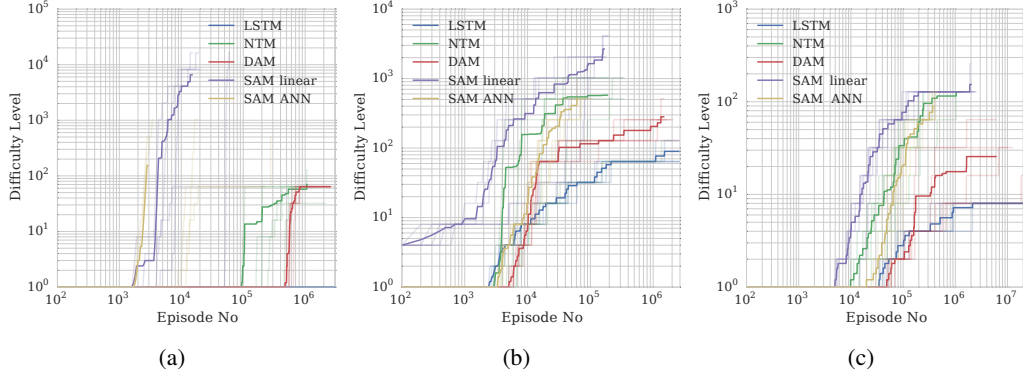 10^5
10^4
10^3
10^2
10^1
10^0
Difficulty Level
LSTM
NTM
DAM
SAM linear
SAM ANN
10^2 10^3 10^4 10^5 10^6
Episode No
(a)
10^4
10^3
10^2
10^1
10^0
Difficulty Level
LSTM
NTM
DAM
SAM linear
SAM ANN
10^2 10^3 10^4 10^5 10^6
Episode No
(b)
10^3
10^2
10^1
10^0
Difficulty Level
LSTM
NTM
DAM
SAM linear
SAM ANN
10^2 10^3 10^4 10^5 10^6 10^7
Episode No
(c)